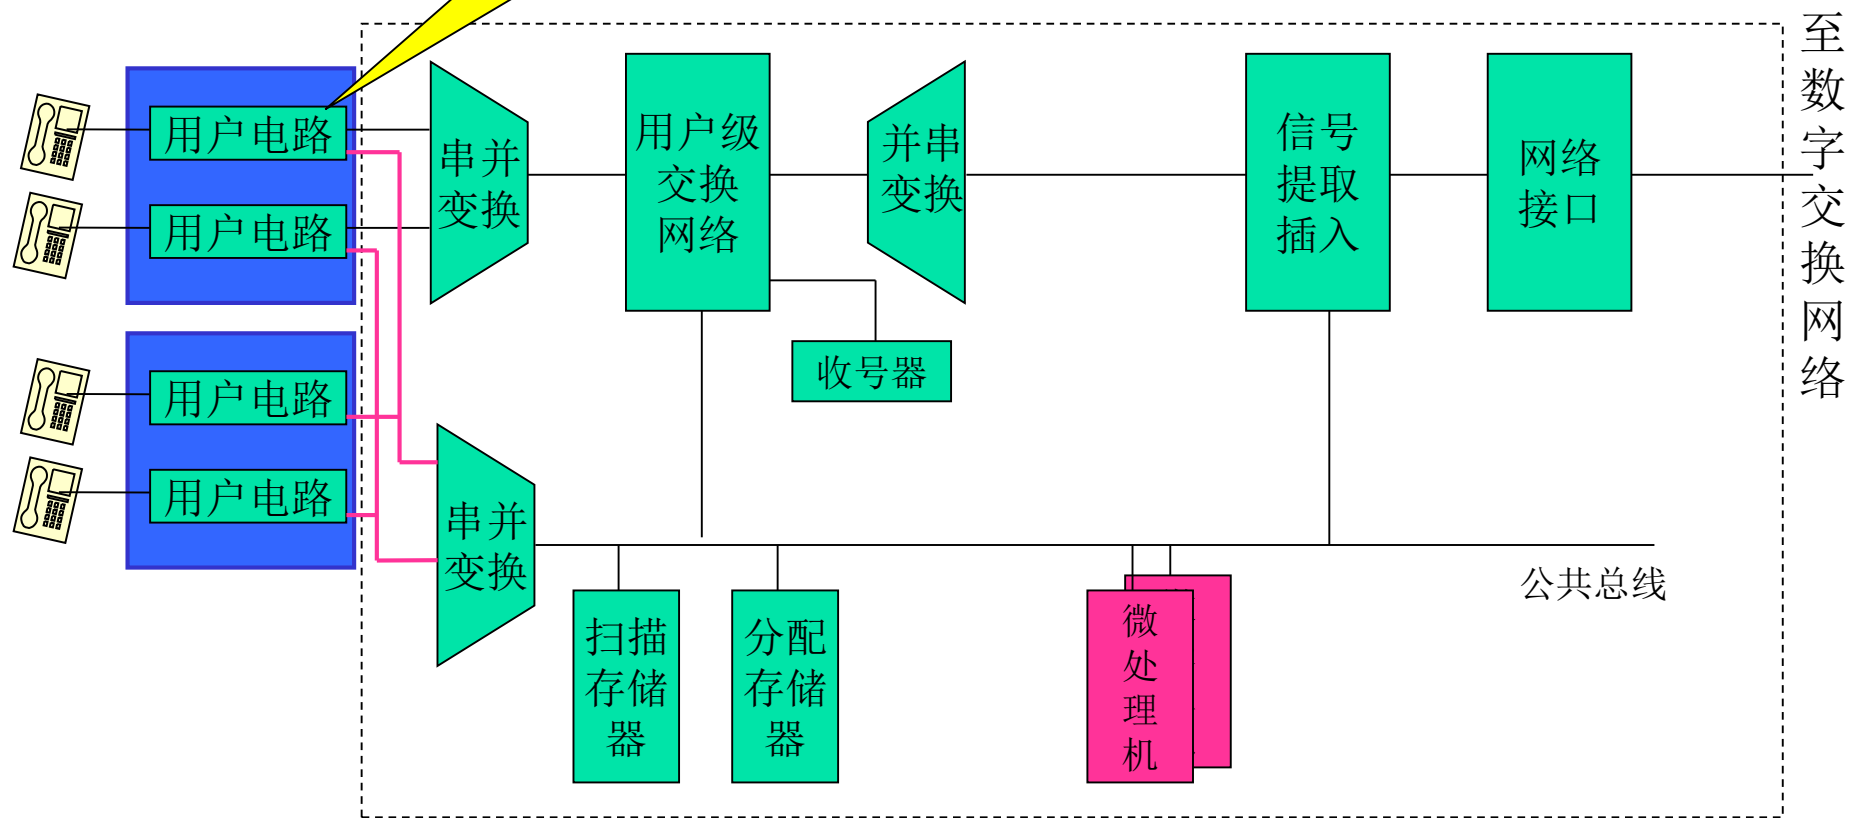 用户电路
用户电路
用户电路
用户电路
串并
变换
用户级
交换
网络
并串
变换
信号
提取
插入
网络
接口
至数字交换网络
收号器
串并
变换
公共总线
扫描
存储
器
分配
存储
器
微处理机